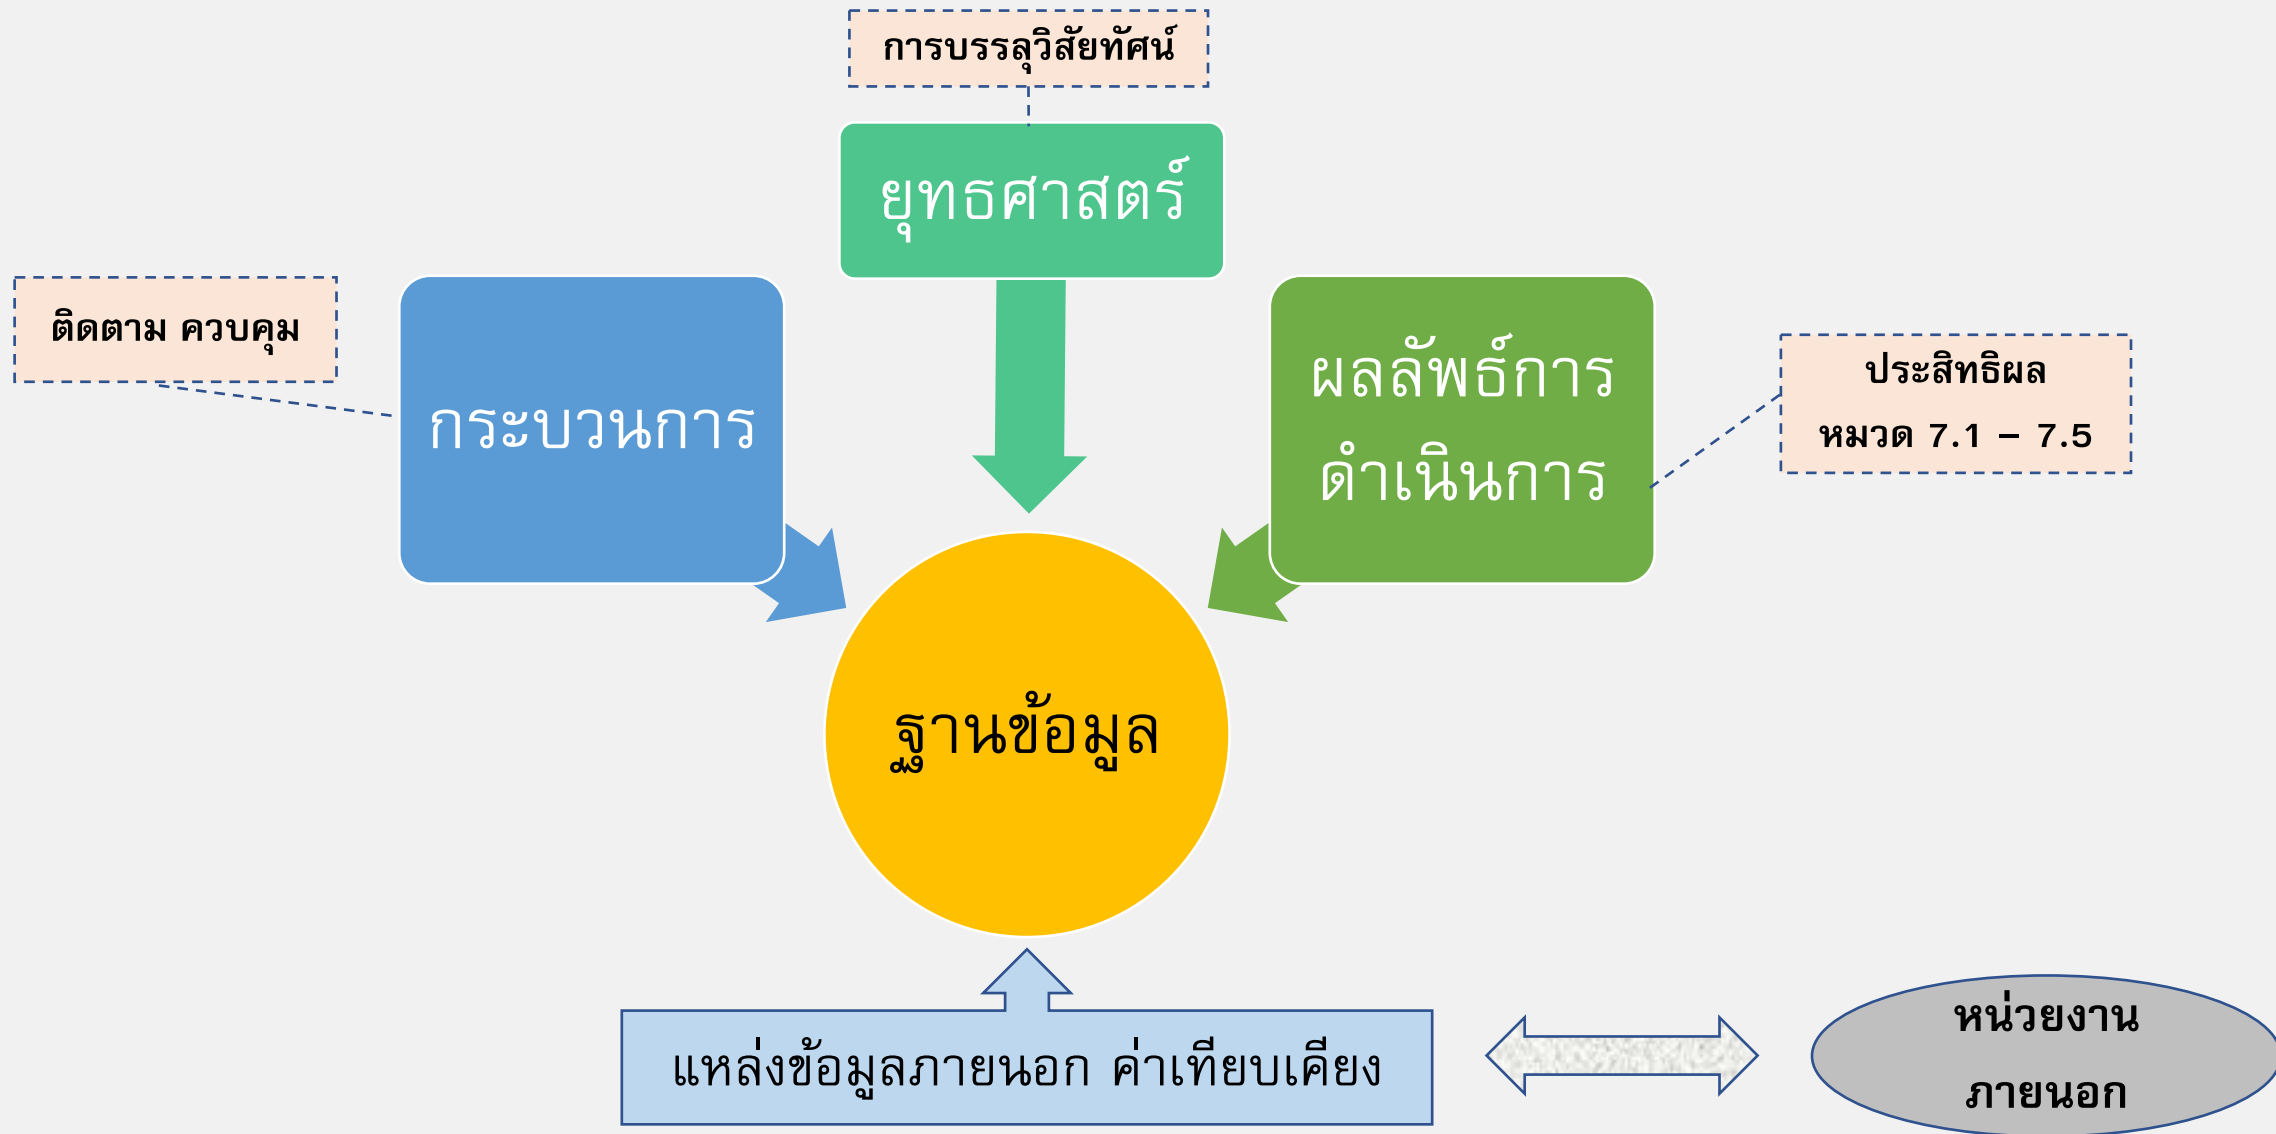 การบรรลุวิสัยทัศน์
ยุทธศาสตร์
ติดตาม ควบคุม
กระบวนการ
ผลลัพธ์การ
ดำเนินการ
ประสิทธิผล
หมวด 7.1 – 7.5
ฐานข้อมูล
แหล่งข้อมูลภายนอก ค่าเทียบเคียง
หน่วยงาน
ภายนอก